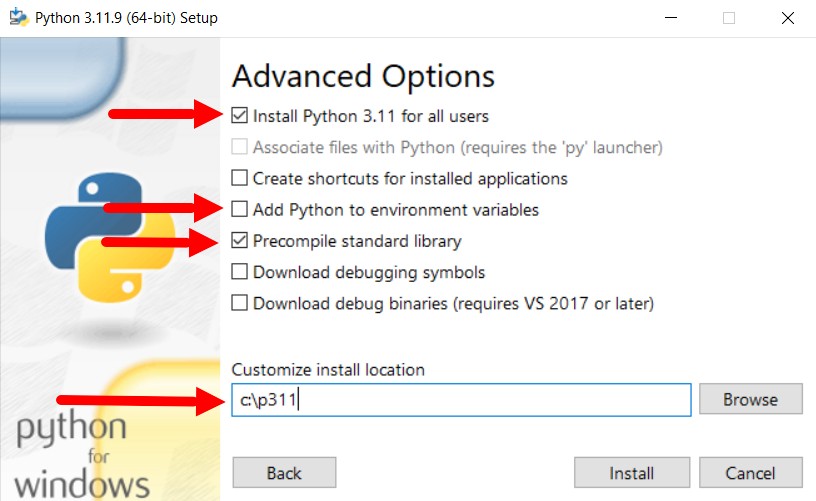 Python 3.11.9 (64-bit) Setup
Advanced Options
Install Python 3.11 for all users
Associate files with Python (requires the 'py' launcher)
Create shortcuts for installed applications
Add Python to environment variables
Precompile standard library
Download debugging symbols
Download debug binaries (requires VS 2017 or later)
Customize install location
c:\p311
Browse
python
for
windows
Back
Install
Cancel